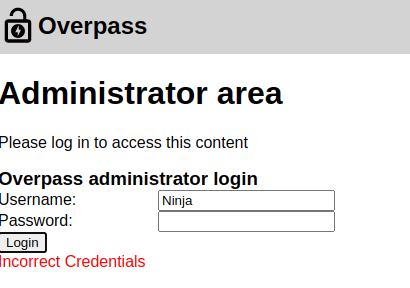 Overpass
Administrator area
Please log in to access this content
Overpass administrator login
Username: Ninja
Password:
Login
Incorrect Credentials